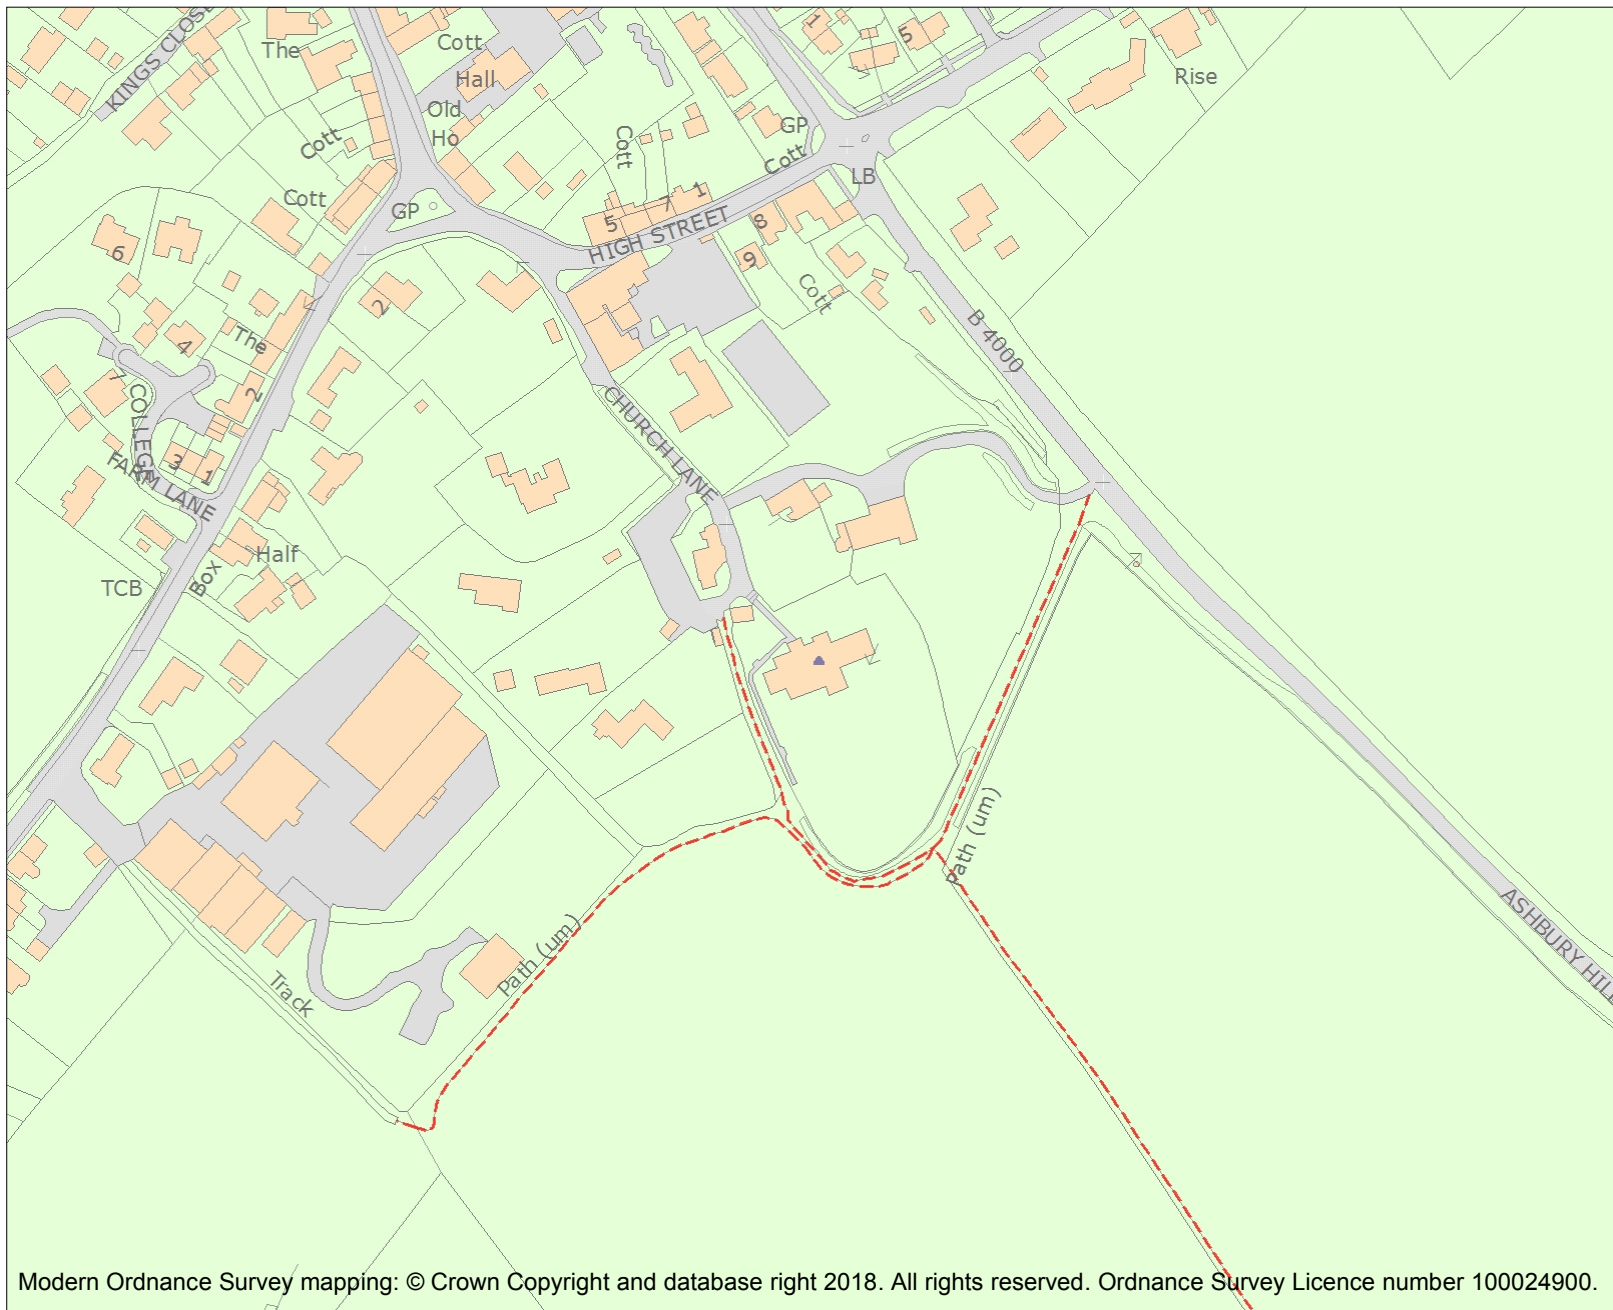 KINGS CLOSE
The
Cott
Hall
Old
Ho
1
5
Rise
Cott
Cott
GP
Cott
LB
Cott
GP
1
7
5
HIGH STREET
8
9
6
2
Cott
B 4000
4
The
7
2
COLLEGE
FARM LANE
3
1
CHURCH LANE
Half
TCB
Box
Path (um)
Path (um)
Track
ASHBURY HILL
Modern Ordnance Survey mapping: © Crown Copyright and database right 2018. All rights reserved. Ordnance Survey Licence number 100024900.